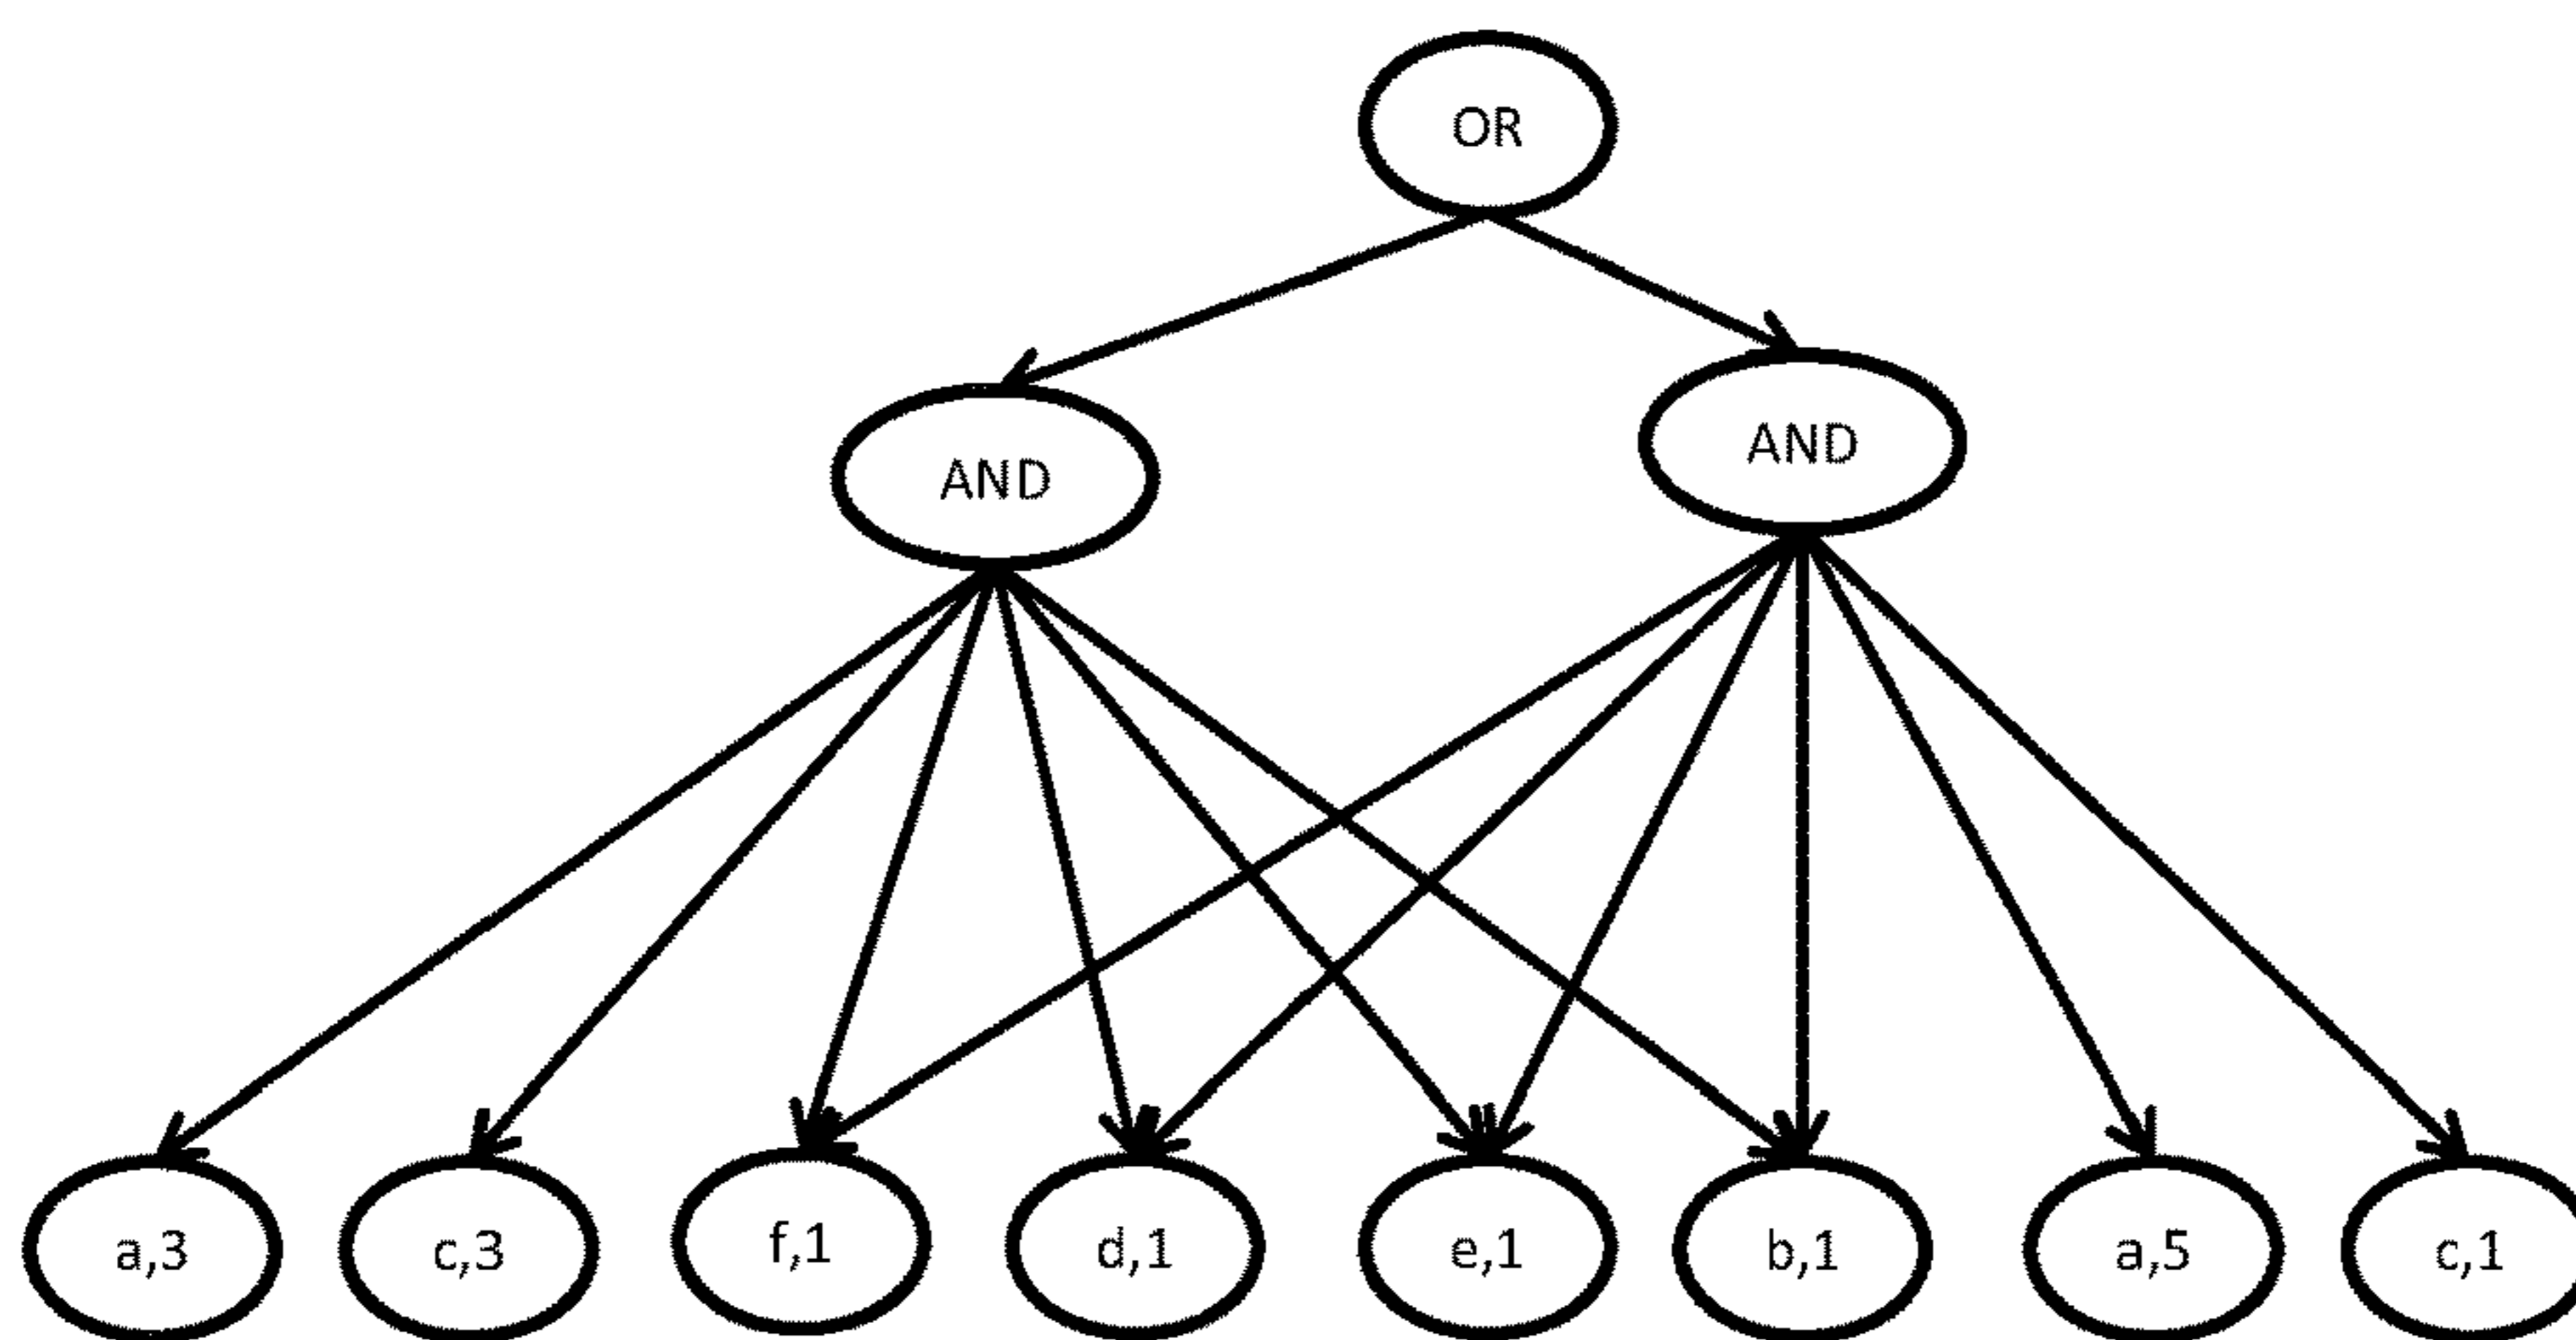 OR
AND
AND
a,3
c,3
f,1
d,1
e,1
b,1
a,5
c,1